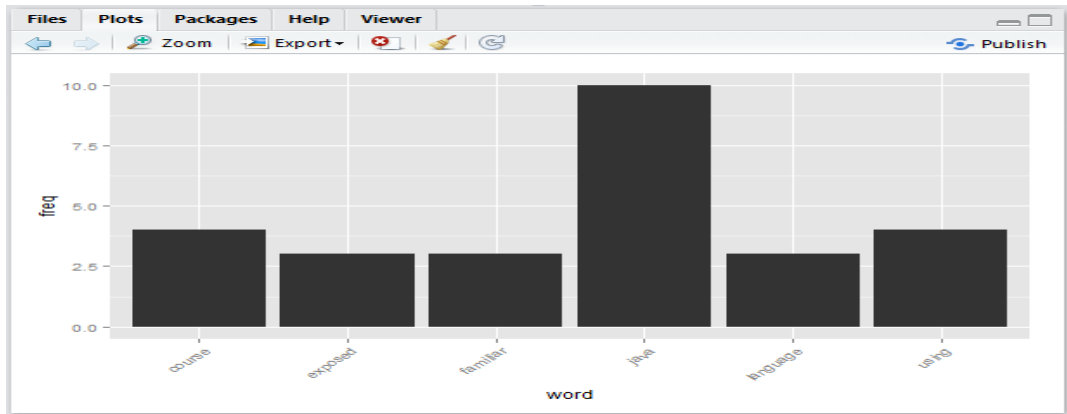 Files Plots Packages Help Viewer
Zoom Export Publish
10.0
7.5
5.0
2.5
0.0
freq
course exposed familiar java language using
word